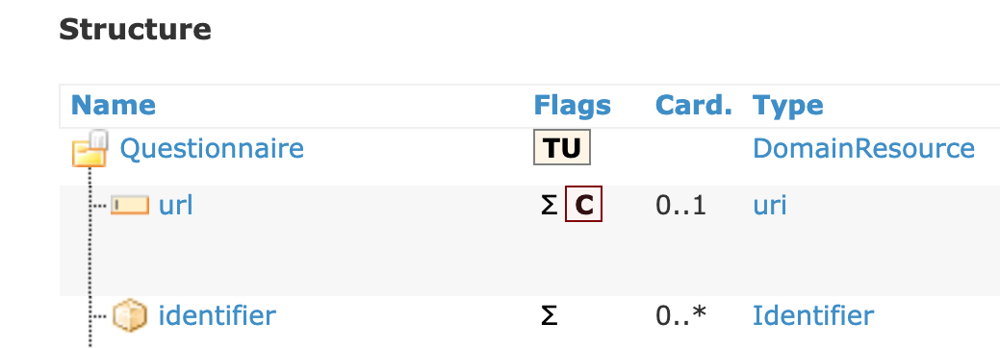 Structure
Name Flags Card. Type
Questionnaire TU DomainResource
url Σ C 0..1 uri
identifier Σ 0..* Identifier